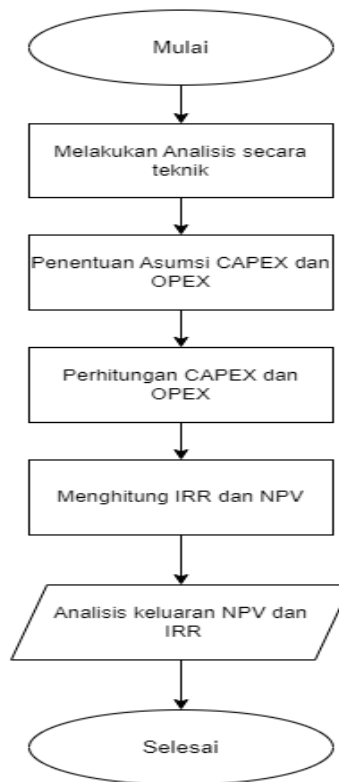 Mulai
Melakukan Analisis secara
teknik
Penentuan Asumsi CAPEX dan
OPEX
Perhitungan CAPEX dan
OPEX
Menghitung IRR dan NPV
Analisis keluaran NPV dan
IRR
Selesai